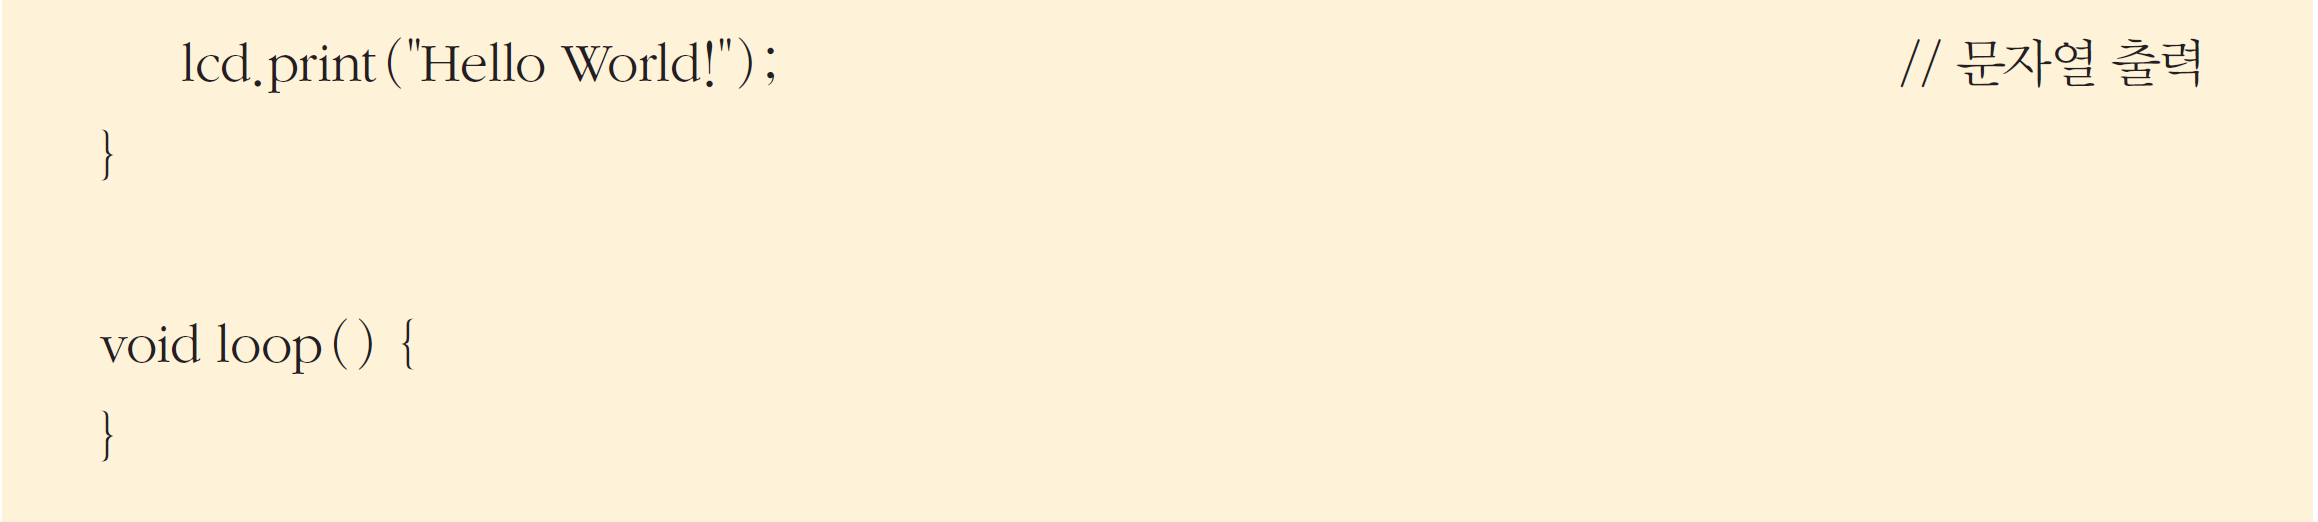 lcd.print("Hello World!"); // 문자열 출력
}
void loop() {
}